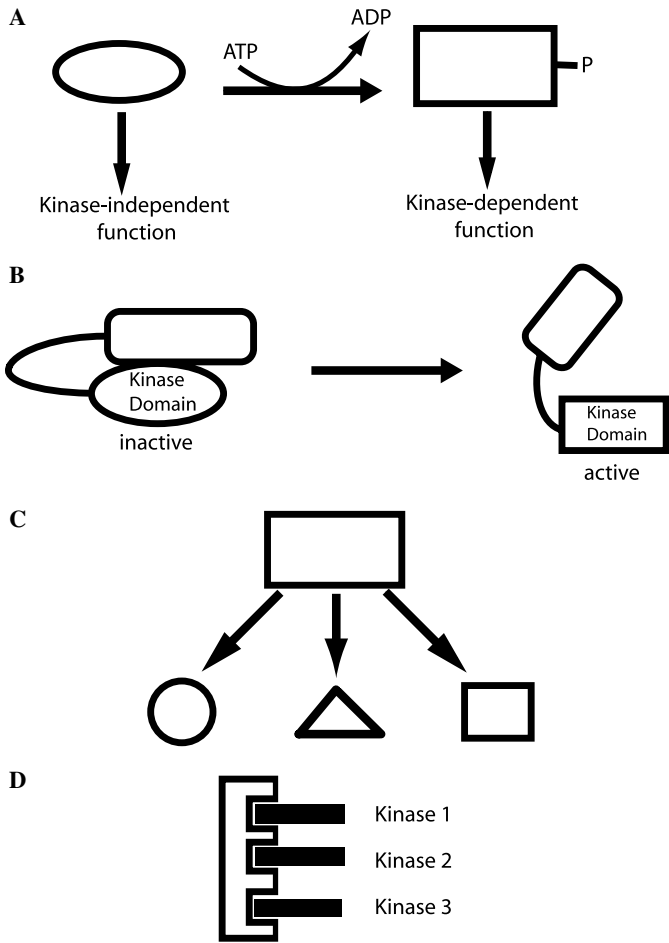 A
ATP
ADP
P
Kinase-independent
function
Kinase-dependent
function
B
Kinase
Domain
inactive
Kinase
Domain
active
C
D
Kinase 1
Kinase 2
Kinase 3